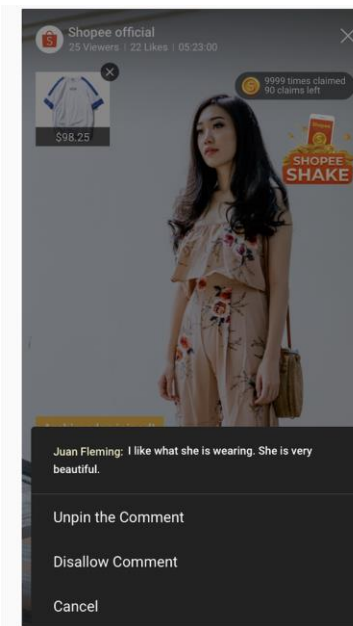 Shopee official
25 Viewers | 22 Likes | 05:23:00
9999 times claimed
90 claims left
$98.25
SHOPEE
SHAKE
Juan Fleming: I like what she is wearing. She is very
beautiful.
Unpin the Comment
Disallow Comment
Cancel